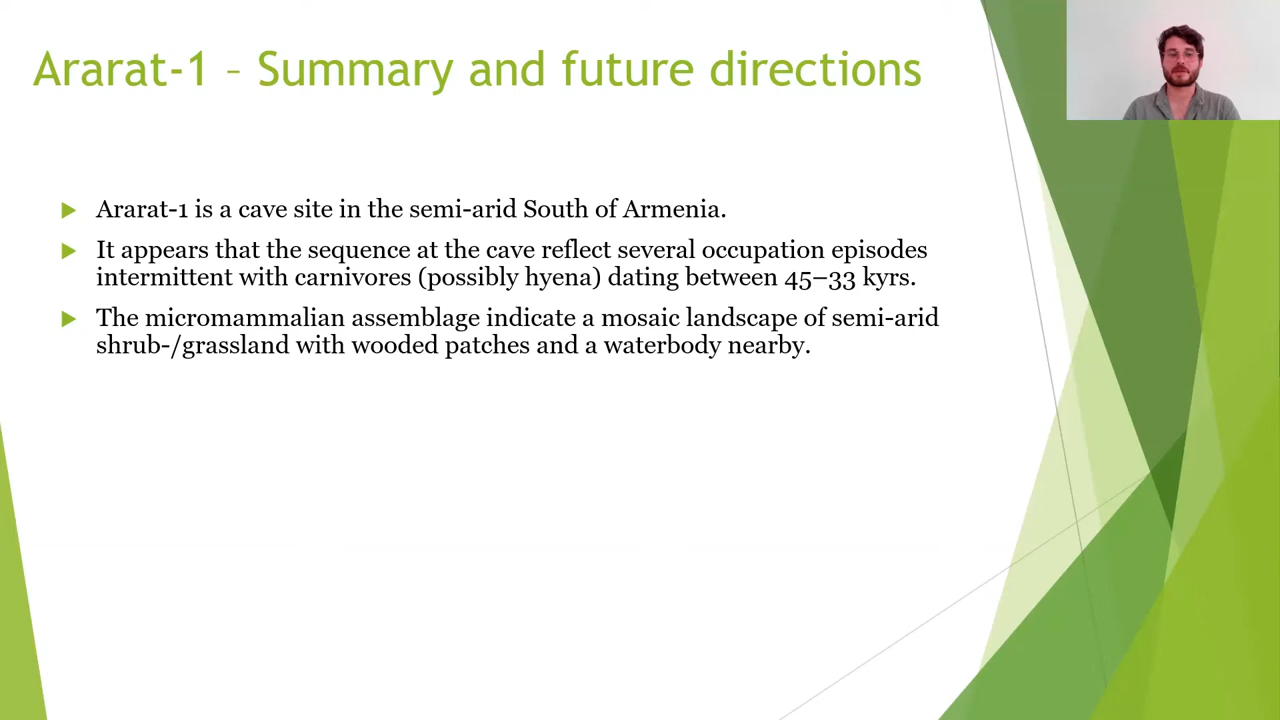 Ararat-1 – Summary and future directions
Ararat-1 is a cave site in the semi-arid South of Armenia.
It appears that the sequence at the cave reflect several occupation episodes
intermittent with carnivores (possibly hyena) dating between 45–33 kyrs.
The micromammalian assemblage indicate a mosaic landscape of semi-arid
shrub-/grassland with wooded patches and a waterbody nearby.